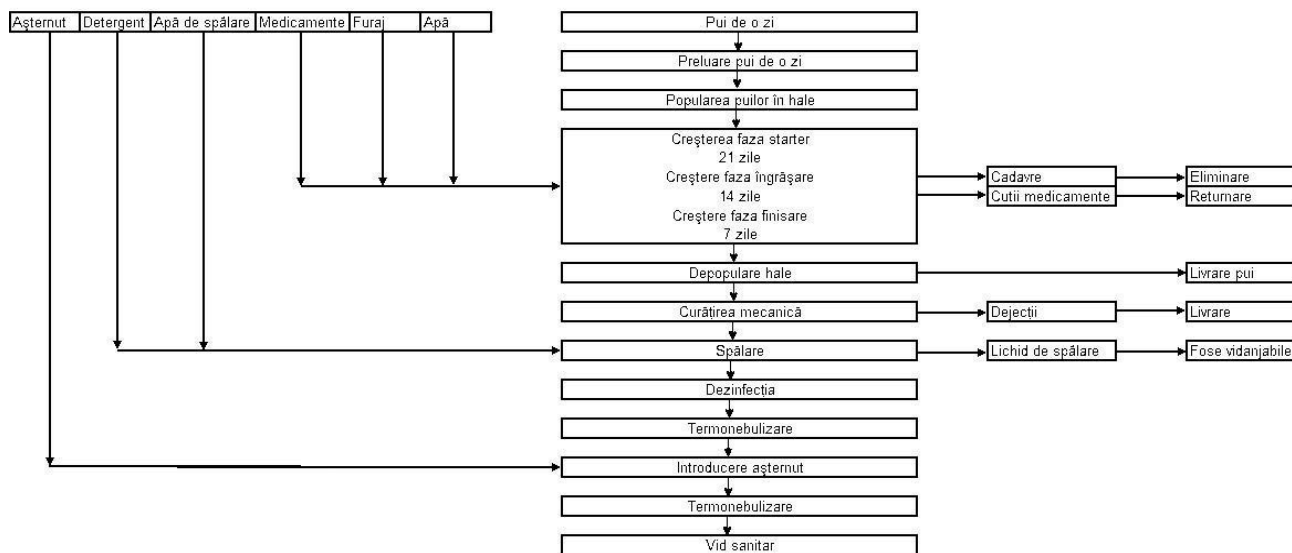 Aşternut Detergent Apă de spălare Medicamente Furaj Apă
Pui de o zi
Preluare pui de o zi
Popularea puilor în hale
Creşterea faza starter
21 zile
Creştere faza îngrăşare
14 zile
Creştere faza finisare
7 zile
Cadavre
Eliminare
Cutii medicamente
Returnare
Depopulare hale
Livrare pui
Curăţirea mecanică
Dejecţii
Livrare
Spălare
Lichid de spălare
Fose vidanjabile
Dezinfecţia
Termonebulizare
Introducere aşternut
Termonebulizare
Vid sanitar